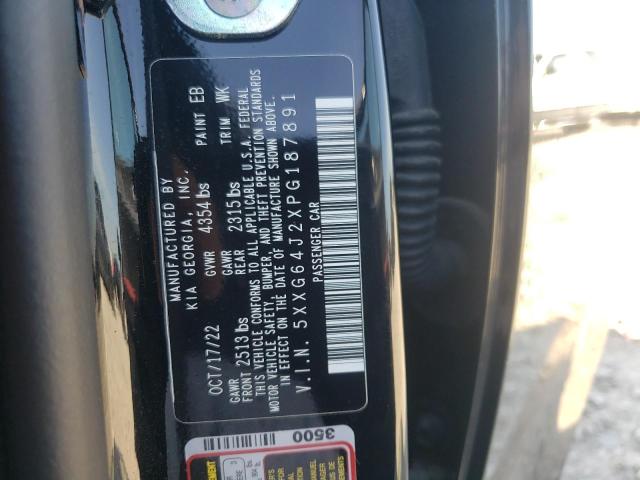 MANUFACTURED BY
KIA GEORGIA, INC.
OCT/17/22 GVWR 4354 lbs PAINT EB
GAWR FRONT 2513 lbs GAWR REAR 2315 lbs TRIM WK
THIS VEHICLE CONFORMS TO ALL APPLICABLE U.S.A. FEDERAL
MOTOR VEHICLE SAFETY, BUMPER, AND THEFT PREVENTION STANDARDS
IN EFFECT ON THE DATE OF MANUFACTURE SHOWN ABOVE.
V.I.N. 5XXG64J2XPG187891
PASSENGER CAR
3500